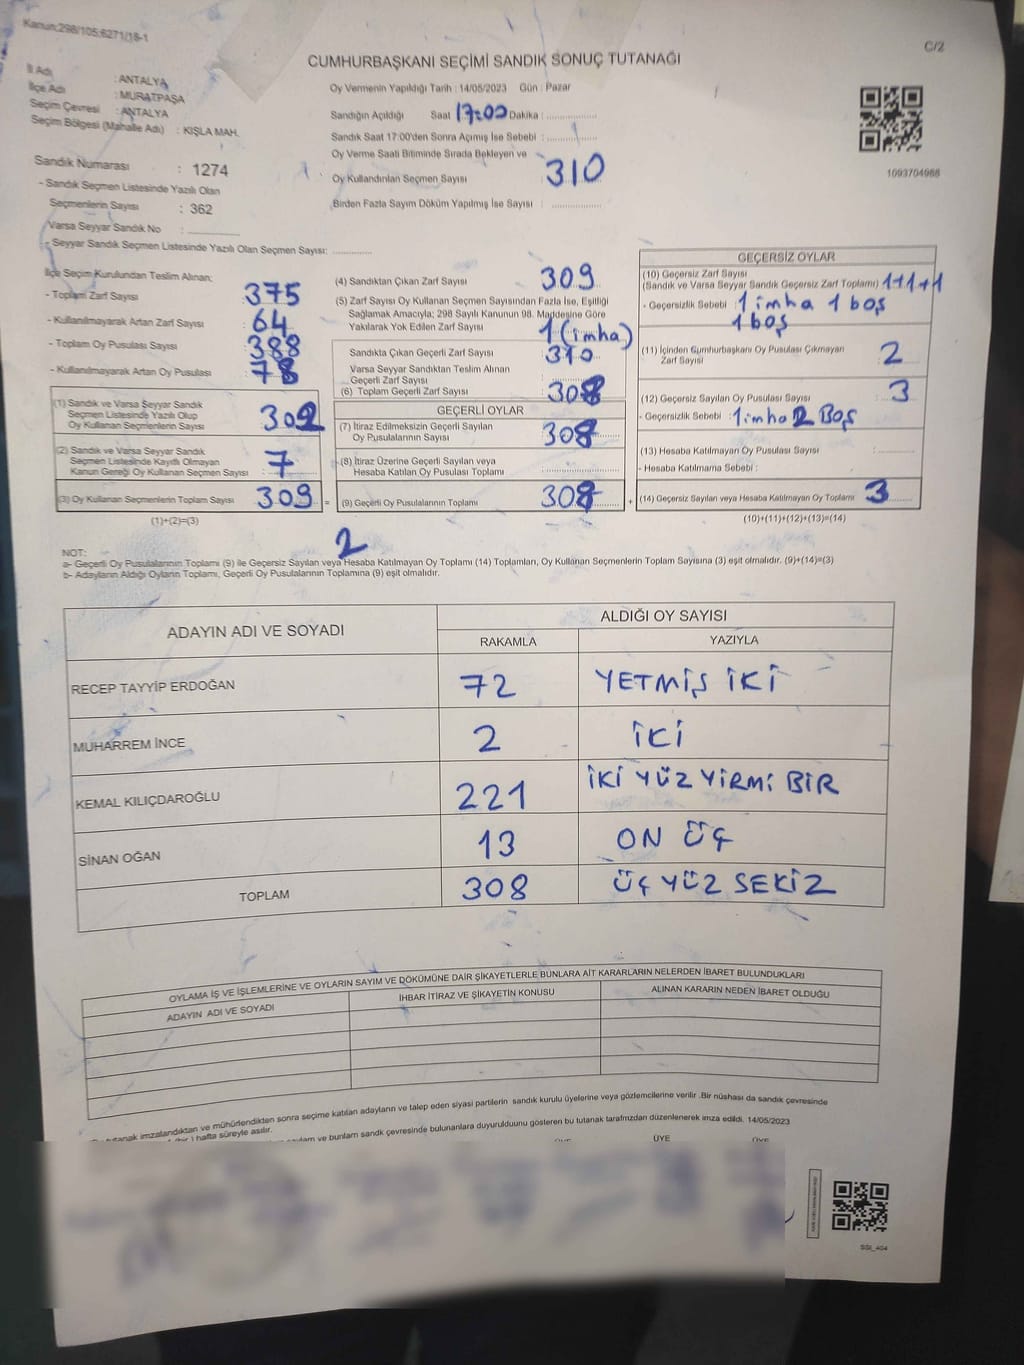 Kanun:298/105;6271/18-1
C/2
CUMHURBAŞKANI SEÇİMİ SANDIK SONUÇ TUTANAĞI
İl Adı : ANTALYA
İlçe Adı : MURATPAŞA
Seçim Çevresi : ANTALYA
Seçim Bölgesi (Mahalle Adı) : KIŞLA MAH.
Sandık Numarası : 1274
- Sandık Seçmen Listesinde Yazılı Olan
Seçmenlerin Sayısı : 362
Varsa Seyyar Sandık No :
- Seyyar Sandık Seçmen Listesinde Yazılı Olan Seçmen Sayısı:
Oy Vermenin Yapıldığı Tarih : 14/05/2023 Gün : Pazar
Sandığın Açıldığı Saat 17:00 Dakika :
Sandık Saat 17:00'den Sonra Açımış İse Sebebi :
Oy Verme Saati Bitiminde Sırada Bekleyen ve
Oy Kullandırılan Seçmen Sayısı 310
Birden Fazla Sayım Döküm Yapılmış İse Sayısı :
1093704988
İlçe Seçim Kurulundan Teslim Alınan;
- Toplam Zarf Sayısı : 375
- Kullanılmayarak Artan Zarf Sayısı : 64
- Toplam Oy Pusulası Sayısı : 388
- Kullanılmayarak Artan Oy Pusulası : 78
(1) Sandık ve Varsa Seyyar Sandık
Seçmen Listesinde Yazılı Olup
Oy Kullanan Seçmenlerin Sayısı : 302
(2) Sandık ve Varsa Seyyar Sandık
Seçmen Listesinde Kayıtlı Olmayan
Kanun Gereği Oy Kullanan Seçmen Sayısı : 7
(3) Oy Kullanan Seçmenlerin Toplam Sayısı 309 =
(1)+(2)=(3)
(4) Sandıktan Çıkan Zarf Sayısı 309
(5) Zarf Sayısı Oy Kullanan Seçmen Sayısından Fazla İse, Eşitliği
Sağlamak Amacıyla; 298 Sayılı Kanunun 98. Maddesine Göre
Yakılarak Yok Edilen Zarf Sayısı 1 (imha)
Sandıkta Çıkan Geçerli Zarf Sayısı 310
Varsa Seyyar Sandıktan Teslim Alınan
Geçerli Zarf Sayısı
(6) Toplam Geçerli Zarf Sayısı 308
GEÇERLİ OYLAR
(7) İtiraz Edilmeksizin Geçerli Sayılan
Oy Pusulalarının Sayısı 308
(8) İtiraz Üzerine Geçerli Sayılan veya
Hesaba Katılan Oy Pusulası Toplamı
(9) Geçerli Oy Pusulalarının Toplamı 308 +
GEÇERSİZ OYLAR
(10) Geçersiz Zarf Sayısı
(Sandık ve Varsa Seyyar Sandık Geçersiz Zarf Toplamı) 1+1+1
- Geçersizlik Sebebi : 1 imha 1 boş
1 boş
(11) İçinden Cumhurbaşkanı Oy Pusulası Çıkmayan
Zarf Sayısı 2
(12) Geçersiz Sayılan Oy Pusulası Sayısı 3
- Geçersizlik Sebebi : 1 imha 2 Boş
(13) Hesaba Katılmayan Oy Pusulası Sayısı :
- Hesaba Katılmama Sebebi :
(14) Geçersiz Sayılan veya Hesaba Katılmayan Oy Toplamı 3
(10)+(11)+(12)+(13)=(14)
2
NOT:
a- Geçerli Oy Pusulalarının Toplamı (9) ile Geçersiz Sayılan veya Hesaba Katılmayan Oy Toplamı (14) Toplamları, Oy Kullanan Seçmenlerin Toplam Sayısına (3) eşit olmalıdır. (9)+(14)=(3)
b- Adayların Aldığı Oyların Toplamı, Geçerli Oy Pusulalarının Toplamına (9) eşit olmalıdır.
ADAYIN ADI VE SOYADI
ALDIĞI OY SAYISI
RAKAMLA YAZIYLA
RECEP TAYYİP ERDOĞAN 72 YETMİŞ İKİ
MUHARREM İNCE 2 İKİ
KEMAL KILIÇDAROĞLU 221 İKİ YÜZ YİRMİ BİR
SİNAN OĞAN 13 ON ÜÇ
TOPLAM 308 ÜÇ YÜZ SEKİZ
OYLAMA İŞ VE İŞLEMLERİNE VE OYLARIN SAYIM VE DÖKÜMÜNE DAİR ŞİKAYETLERLE BUNLARA AİT KARARLARIN NELERDEN İBARET BULUNDUKLARI
ADAYIN ADI VE SOYADI İHBAR İTİRAZ VE ŞİKAYETİN KONUSU ALINAN KARARIN NEDEN İBARET OLDUĞU
tutanak imzalandıktan ve mühürlendikten sonra seçime katılan adayların ve talep eden siyasi partilerin sandık kurulu üyelerine veya gözlemcilerine verilir .Bir nüshası da sandık çevresinde
hafta süreyle asılır.
ve bunların sandk çevresinde bulunanlara duyurulduunu gösteren bu tutanak tarafımızdan düzenlenerek imza edildi. 14/05/2023
ÜYE
SSI_404